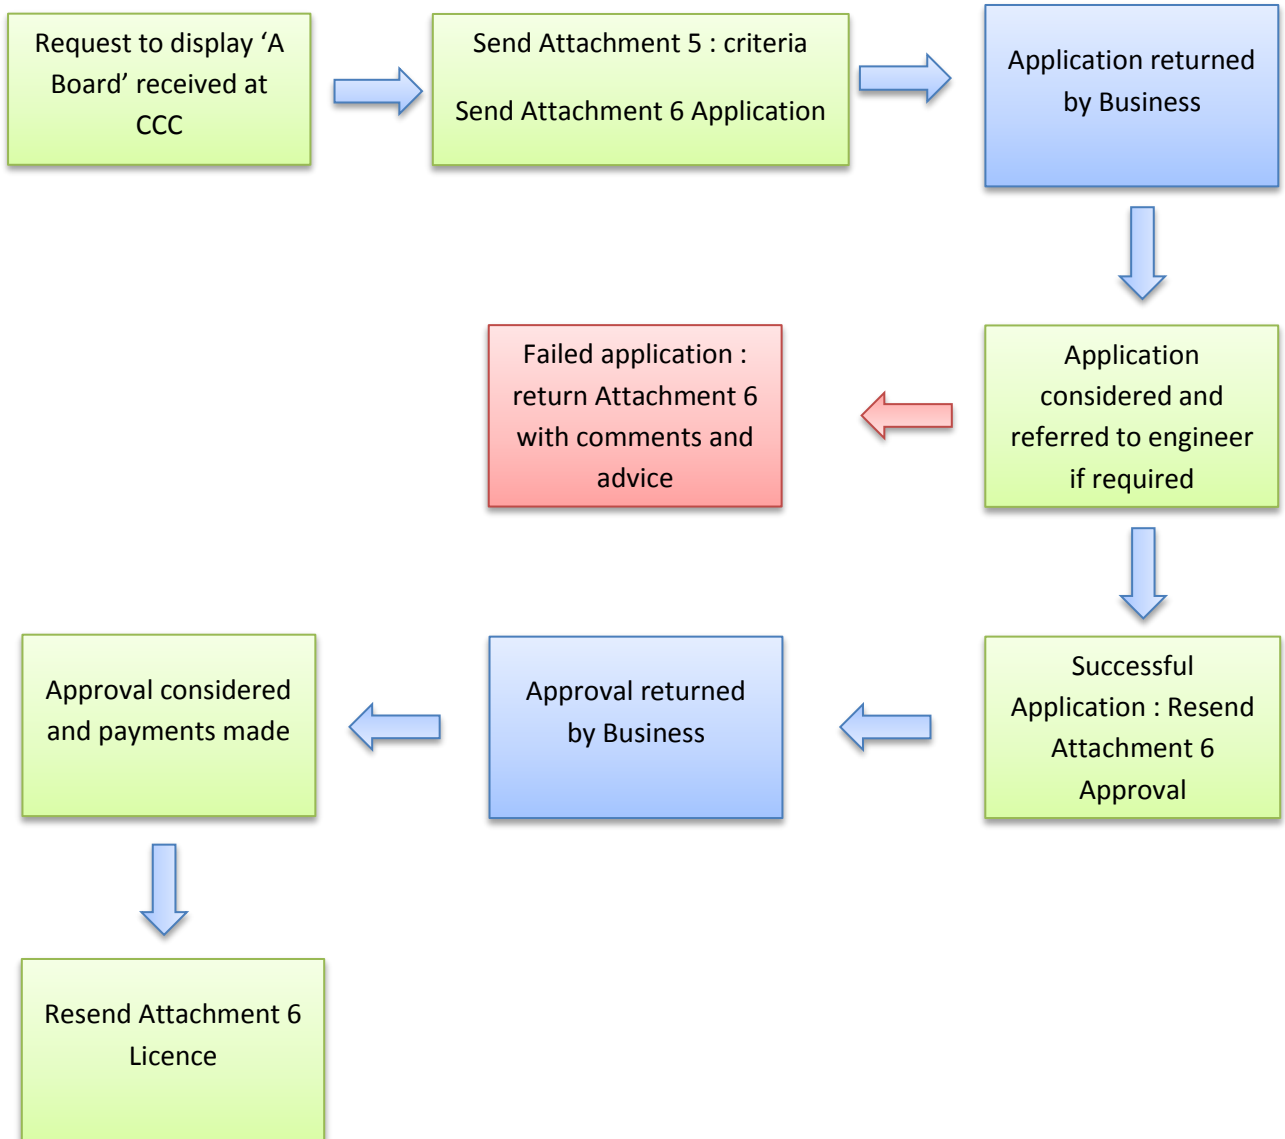 Request to display ‘A
Board’ received at
CCC
Send Attachment 5 : criteria
Send Attachment 6 Application
Application returned
by Business
Application
considered and
referred to engineer
if required
Failed application :
return Attachment 6
with comments and
advice
Successful
Application : Resend
Attachment 6
Approval
Approval returned
by Business
Approval considered
and payments made
Resend Attachment 6
Licence